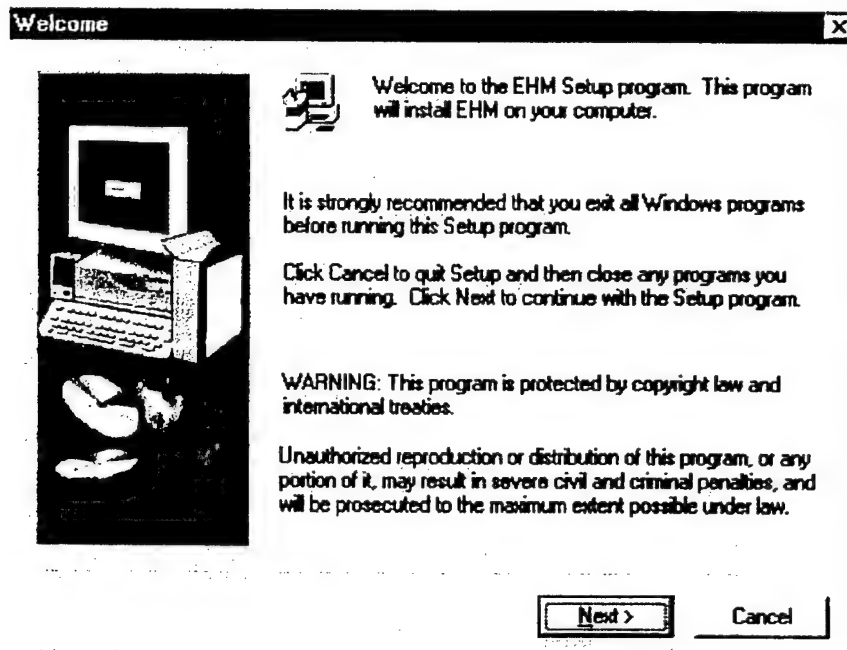 Welcome
Welcome to the EHM Setup program. This program
will install EHM on your computer.
It is strongly recommended that you exit all Windows programs
before running this Setup program.
Click Cancel to quit Setup and then close any programs you
have running. Click Next to continue with the Setup program.
WARNING: This program is protected by copyright law and
international treaties.
Unauthorized reproduction or distribution of this program, or any
portion of it, may result in severe civil and criminal penalties, and
will be prosecuted to the maximum extent possible under law.
Next > Cancel